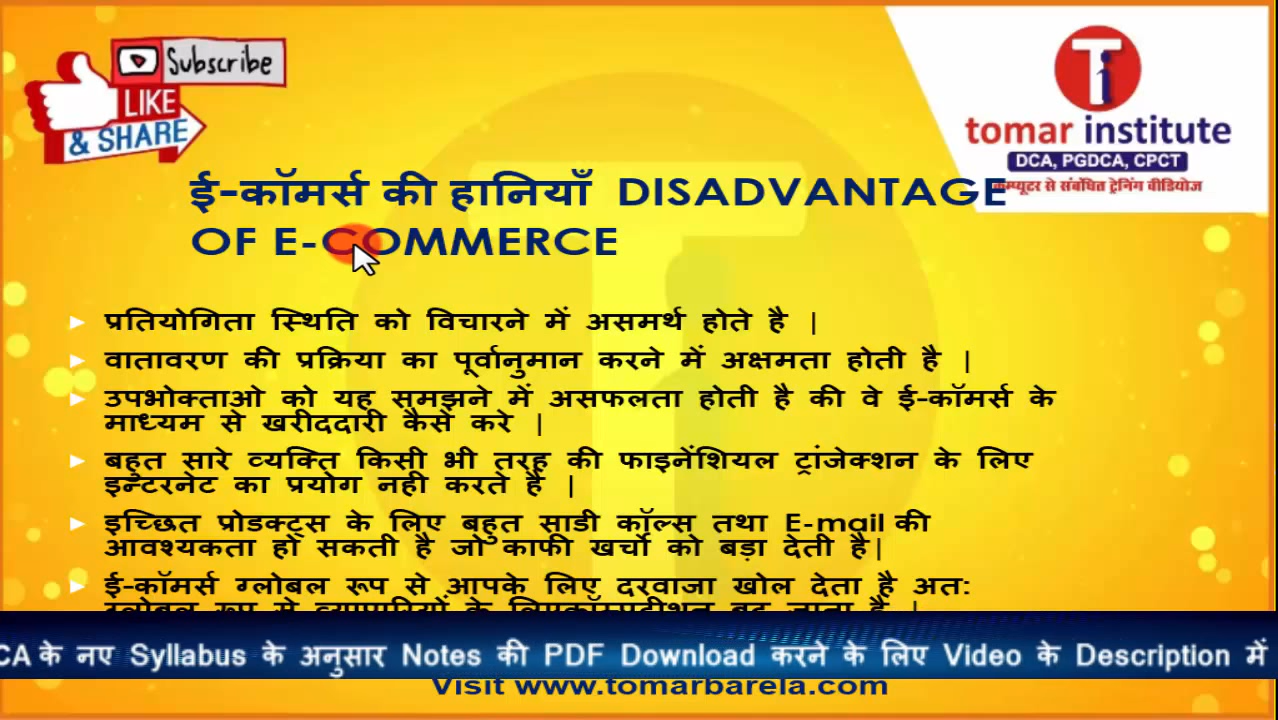 Subscribe
LIKE
& SHARE
Ti
tomar institute
DCA, PGDCA, CPCT
कम्प्यूटर से संबंधित ट्रेनिंग वीडियोज
ई-कॉमर्स की हानियाँ DISADVANTAGE
OF E-COMMERCE
प्रतियोगिता स्थिति को विचारने में असमर्थ होते है |
वातावरण की प्रक्रिया का पूर्वानुमान करने में अक्षमता होती है |
उपभोक्ताओ को यह समझने में असफलता होती है की वे ई-कॉमर्स के
माध्यम से खरीददारी कैसे करे |
बहुत सारे व्यक्ति किसी भी तरह की फाइनेंशियल ट्रांजेक्शन के लिए
इन्टरनेट का प्रयोग नही करते हैं |
इच्छित प्रोडक्ट्स के लिए बहुत साडी कॉल्स तथा E-mail की
आवश्यकता हो सकती है जो काफी खर्चो को बड़ा देती है|
ई-कॉमर्स ग्लोबल रूप से आपके लिए दरवाजा खोल देता है अत:
ग्लोबल रूप से व्यापारियों के लिए
CA के नए Syllabus के अनुसार Notes की PDF Download करने के लिए Video के Description में
Visit www.tomarbarela.com